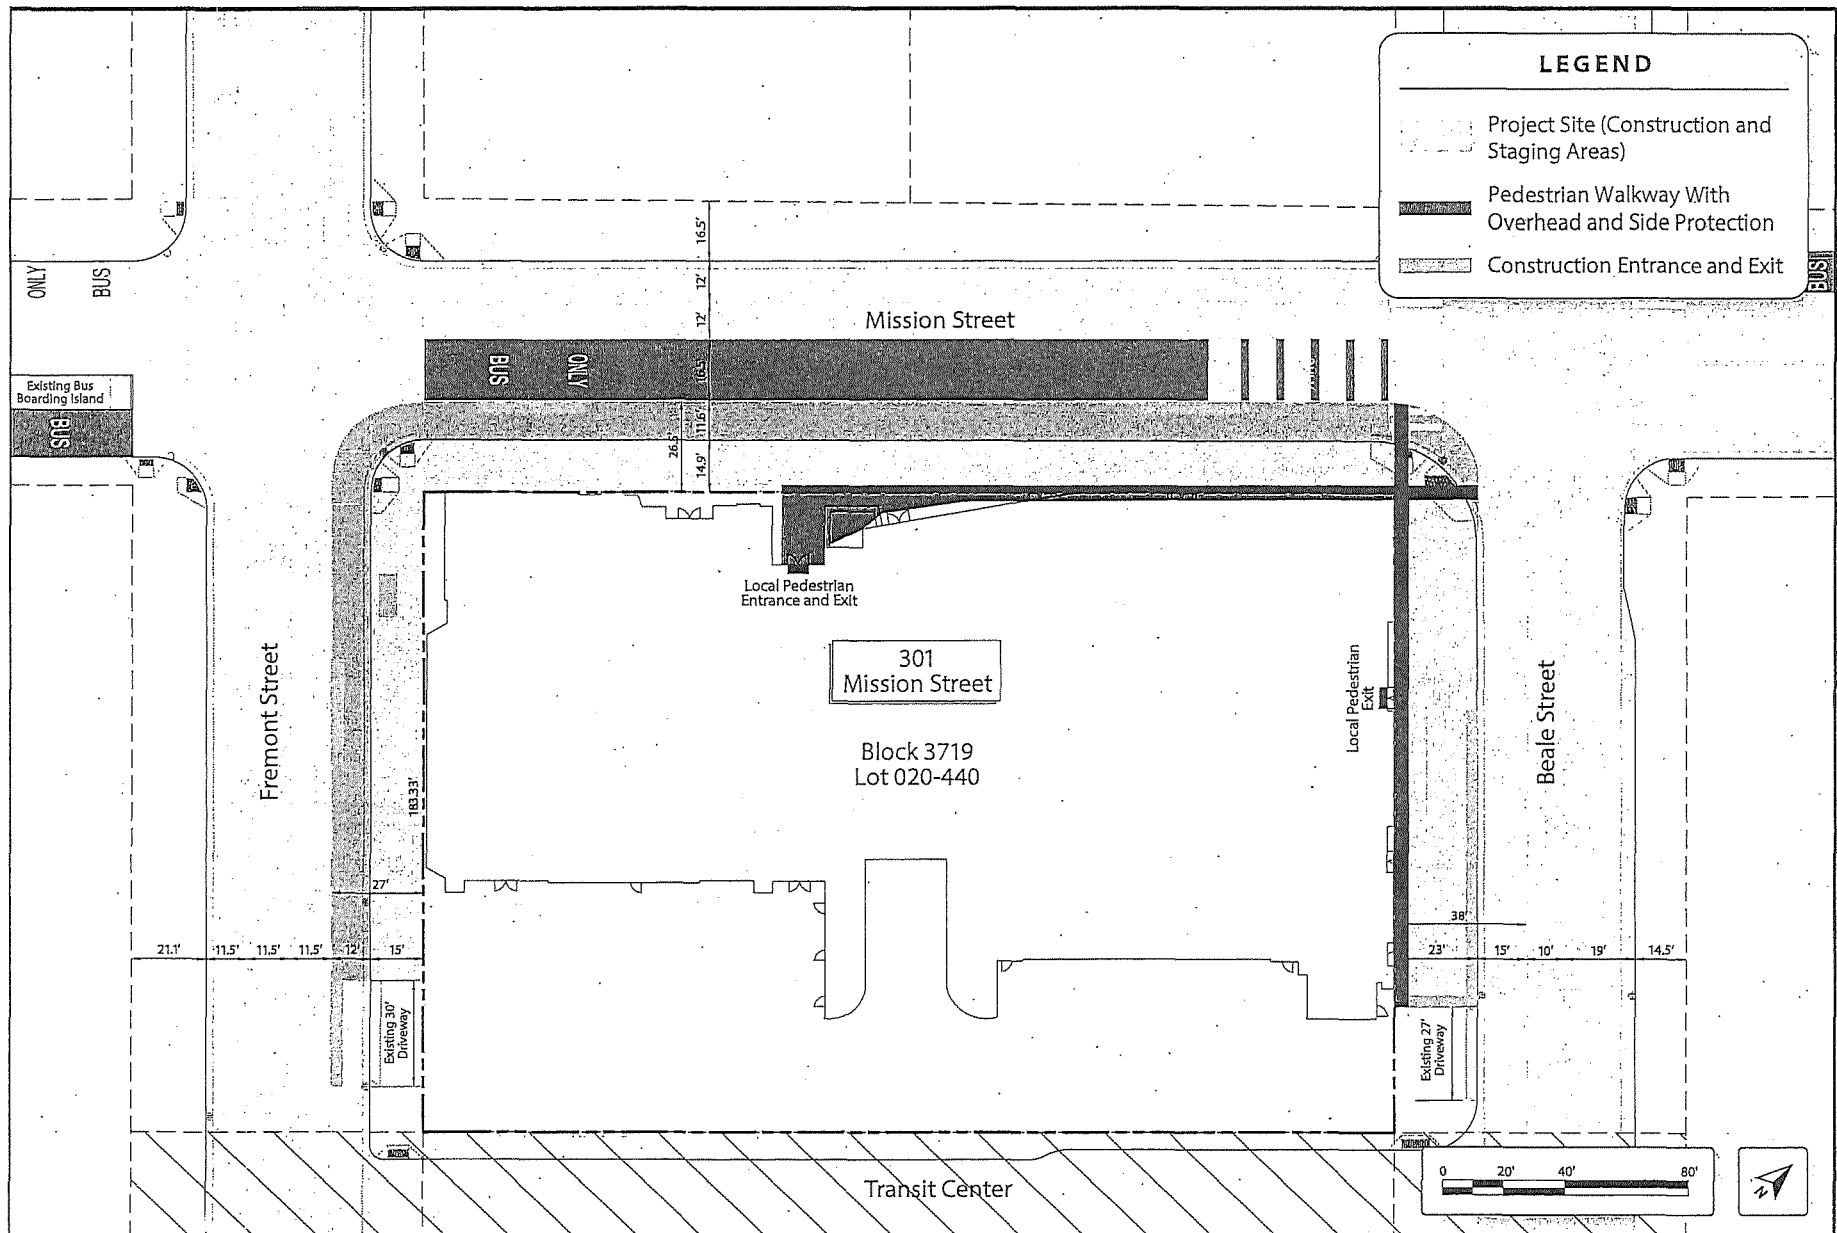 LEGEND
Project Site (Construction and
Staging Areas)
Pedestrian Walkway With
Overhead and Side Protection
Construction Entrance and Exit
BUS
ONLY
BUS
16.5'
12'
12'
Mission Street
BUS
ONLY
16.5'
Existing Bus
Boarding Island
BUS
26.5'
11.6'
14.9'
Local Pedestrian
Entrance and Exit
301
Mission Street
Block 3719
Lot 020-440
Local Pedestrian
Exit
Fremont Street
Beale Street
183.33'
27'
38'
21.1'
11.5'
11.5'
11.5'
12'
15'
23'
15'
10'
19'
14.5'
Existing 30'
Driveway
Existing 27'
Driveway
Transit Center
0
20'
40'
80'
N